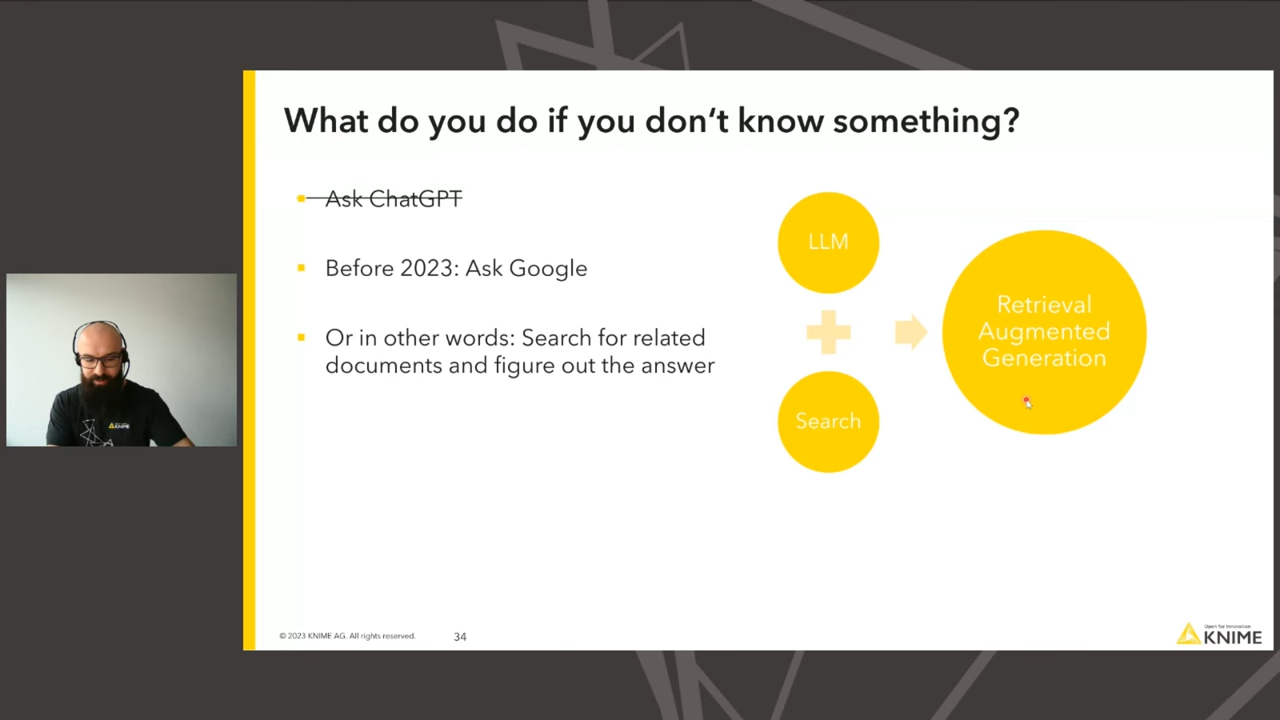 What do you do if you don‘t know something?
Ask ChatGPT
Before 2023: Ask Google
Or in other words: Search for related
documents and figure out the answer
LLM
Search
Retrieval
Augmented
Generation
KNIME
© 2023 KNIME AG. All rights reserved.
34
Open for Innovation
KNIME